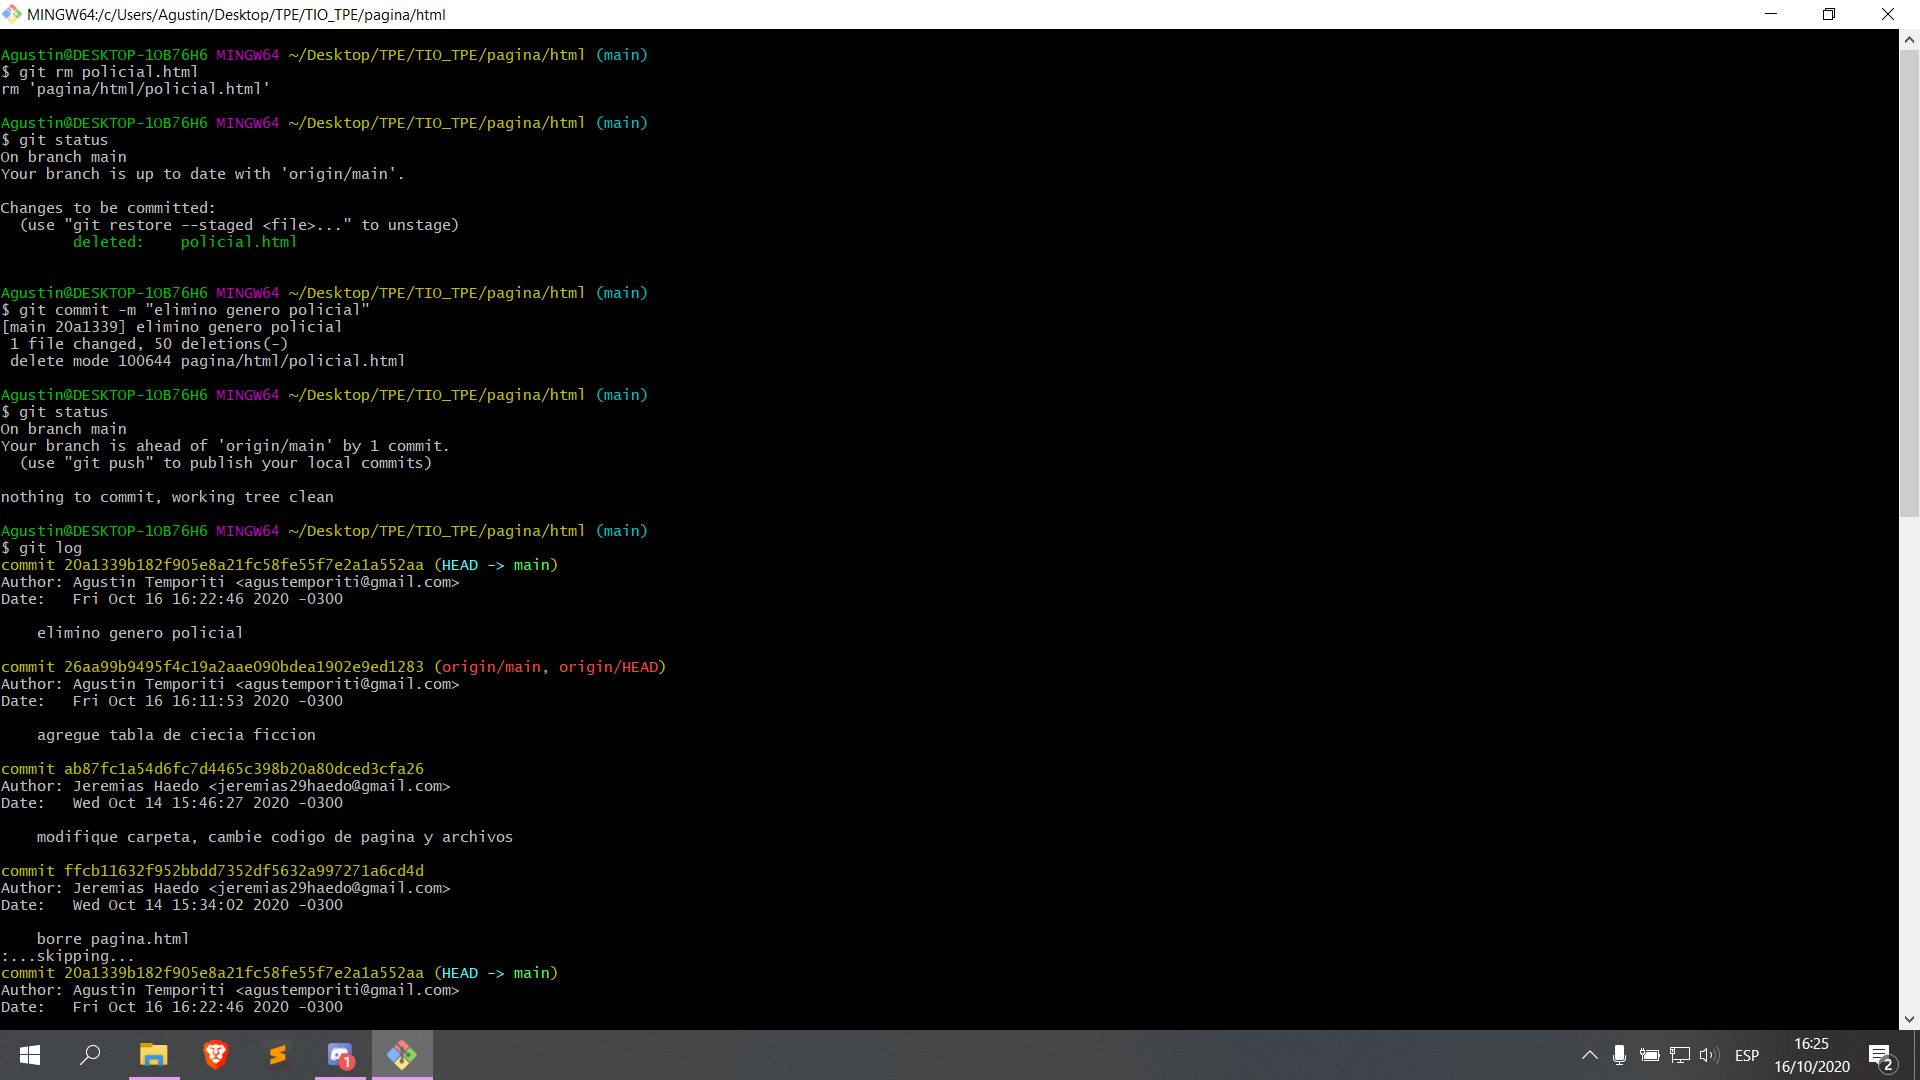 MINGW64:/c/Users/Agustin/Desktop/TPE/TIO_TPE/pagina/html
Agustin@DESKTOP-1OB76H6 MINGW64 ~/Desktop/TPE/TIO_TPE/pagina/html (main)
$ git rm policial.html
rm 'pagina/html/policial.html'
Agustin@DESKTOP-1OB76H6 MINGW64 ~/Desktop/TPE/TIO_TPE/pagina/html (main)
$ git status
On branch main
Your branch is up to date with 'origin/main'.
Changes to be committed:
  (use "git restore --staged <file>..." to unstage)
        deleted:    policial.html
Agustin@DESKTOP-1OB76H6 MINGW64 ~/Desktop/TPE/TIO_TPE/pagina/html (main)
$ git commit -m "elimino genero policial"
[main 20a1339] elimino genero policial
 1 file changed, 50 deletions(-)
 delete mode 100644 pagina/html/policial.html
Agustin@DESKTOP-1OB76H6 MINGW64 ~/Desktop/TPE/TIO_TPE/pagina/html (main)
$ git status
On branch main
Your branch is ahead of 'origin/main' by 1 commit.
  (use "git push" to publish your local commits)
nothing to commit, working tree clean
Agustin@DESKTOP-1OB76H6 MINGW64 ~/Desktop/TPE/TIO_TPE/pagina/html (main)
$ git log
commit 20a1339b182f905e8a21fc58fe55f7e2a1a552aa (HEAD -> main)
Author: Agustin Temporiti <agustemporiti@gmail.com>
Date:   Fri Oct 16 16:22:46 2020 -0300
    elimino genero policial
commit 26aa99b9495f4c19a2aae090bdea1902e9ed1283 (origin/main, origin/HEAD)
Author: Agustin Temporiti <agustemporiti@gmail.com>
Date:   Fri Oct 16 16:11:53 2020 -0300
    agregue tabla de ciecia ficcion
commit ab87fc1a54d6fc7d4465c398b20a80dced3cfa26
Author: Jeremias Haedo <jeremias29haedo@gmail.com>
Date:   Wed Oct 14 15:46:27 2020 -0300
    modifique carpeta, cambie codigo de pagina y archivos
commit ffcb11632f952bbdd7352df5632a997271a6cd4d
Author: Jeremias Haedo <jeremias29haedo@gmail.com>
Date:   Wed Oct 14 15:34:02 2020 -0300
    borre pagina.html
:...skipping...
commit 20a1339b182f905e8a21fc58fe55f7e2a1a552aa (HEAD -> main)
Author: Agustin Temporiti <agustemporiti@gmail.com>
Date:   Fri Oct 16 16:22:46 2020 -0300
1
ESP
16:25
16/10/2020
2